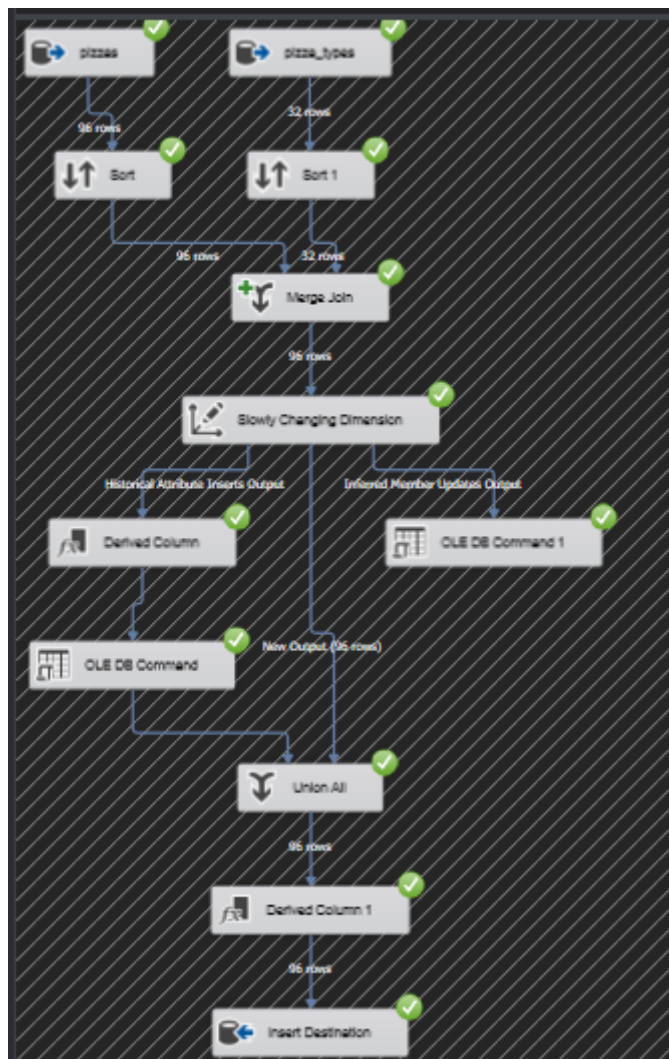 pizzas
pizza_types
96 rows
32 rows
Sort
Sort 1
96 rows
32 rows
Merge Join
96 rows
Slowly Changing Dimension
Historical Attribute Inserts Output
Inferred Member Updates Output
Derived Column
OLE DB Command 1
New Output (96 rows)
OLE DB Command
Union All
96 rows
Derived Column 1
96 rows
Insert Destination